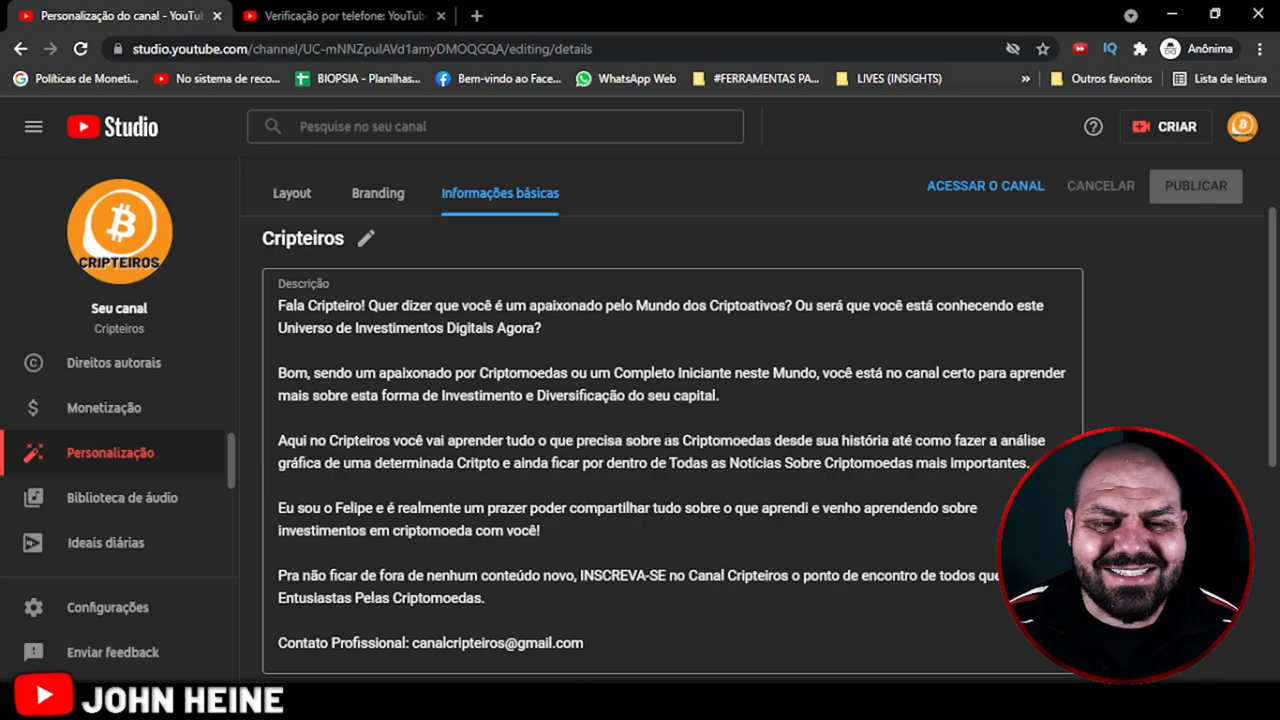 Personalização do canal - YouTu
Verificação por telefone: YouTub
studio.youtube.com/channel/UC-mNNZpulAVd1amyDMOQGQA/editing/details
Anônima
Políticas de Moneti...
No sistema de reco...
BIOPSIA - Planilhas...
Bem-vindo ao Face...
WhatsApp Web
#FERRAMENTAS PA...
LIVES (INSIGHTS)
»
Outros favoritos
Lista de leitura
Studio
Pesquise no seu canal
CRIAR
CRIPTEIROS
Seu canal
Cripteiros
Direitos autorais
Monetização
Personalização
Biblioteca de áudio
Ideais diárias
Configurações
Enviar feedback
Layout
Branding
Informações básicas
ACESSAR O CANAL
CANCELAR
PUBLICAR
Cripteiros
Descrição
Fala Cripteiro! Quer dizer que você é um apaixonado pelo Mundo dos Criptoativos? Ou será que você está conhecendo este
Universo de Investimentos Digitais Agora?
Bom, sendo um apaixonado por Criptomoedas ou um Completo Iniciante neste Mundo, você está no canal certo para aprender
mais sobre esta forma de Investimento e Diversificação do seu capital.
Aqui no Cripteiros você vai aprender tudo o que precisa sobre as Criptomoedas desde sua história até como fazer a análise
gráfica de uma determinada Critpto e ainda ficar por dentro de Todas as Notícias Sobre Criptomoedas mais importantes.
Eu sou o Felipe e é realmente um prazer poder compartilhar tudo sobre o que aprendi e venho aprendendo sobre
investimentos em criptomoeda com você!
Pra não ficar de fora de nenhum conteúdo novo, INSCREVA-SE no Canal Cripteiros o ponto de encontro de todos que
Entusiastas Pelas Criptomoedas.
Contato Profissional: canalcripteiros@gmail.com
JOHN HEINE